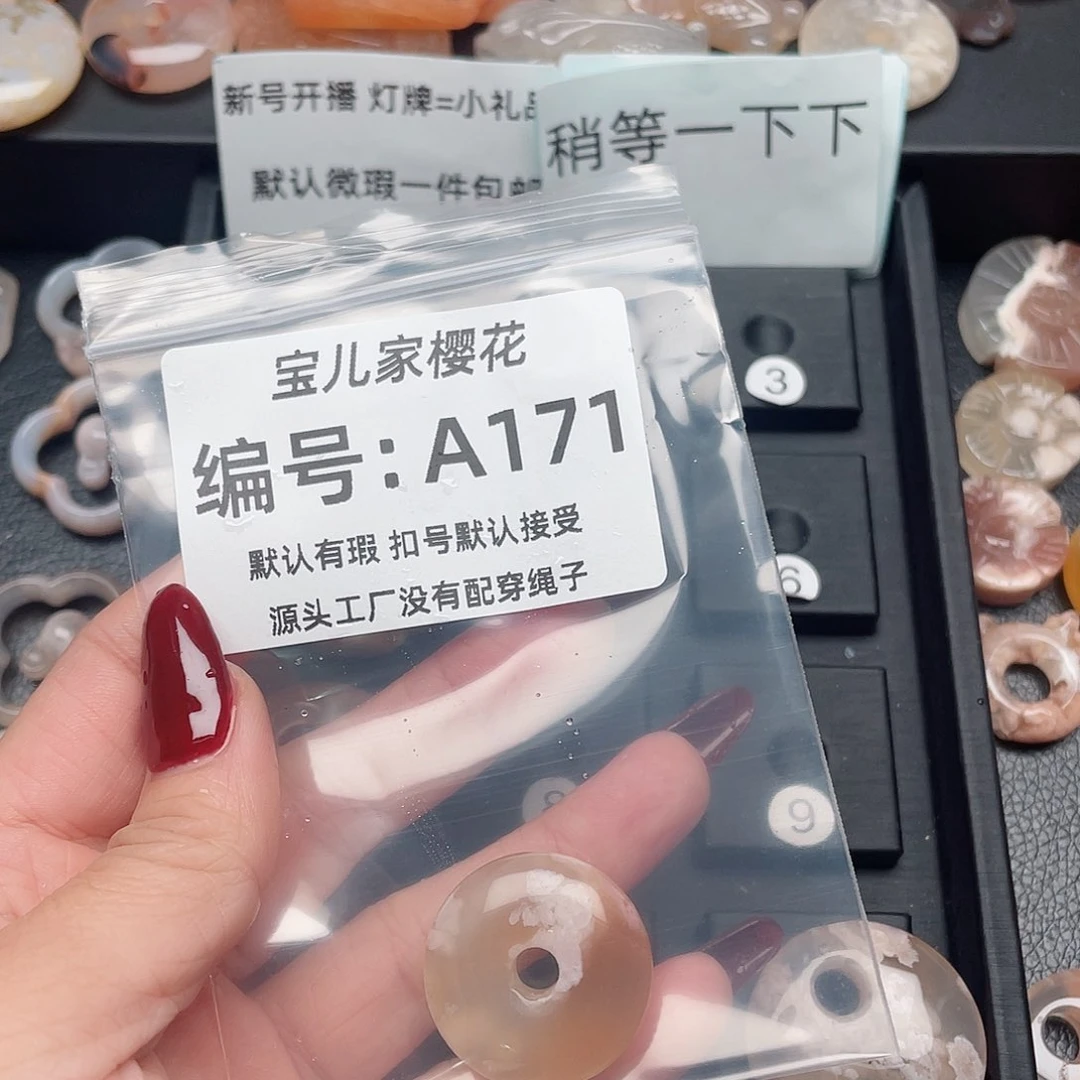 新号开播 灯牌=小礼品
默认微瑕一件包邮
稍等一下下
宝儿家樱花
编号:A171
默认有瑕 扣号默认接受
源头工厂没有配穿绳子
3
6
8
9